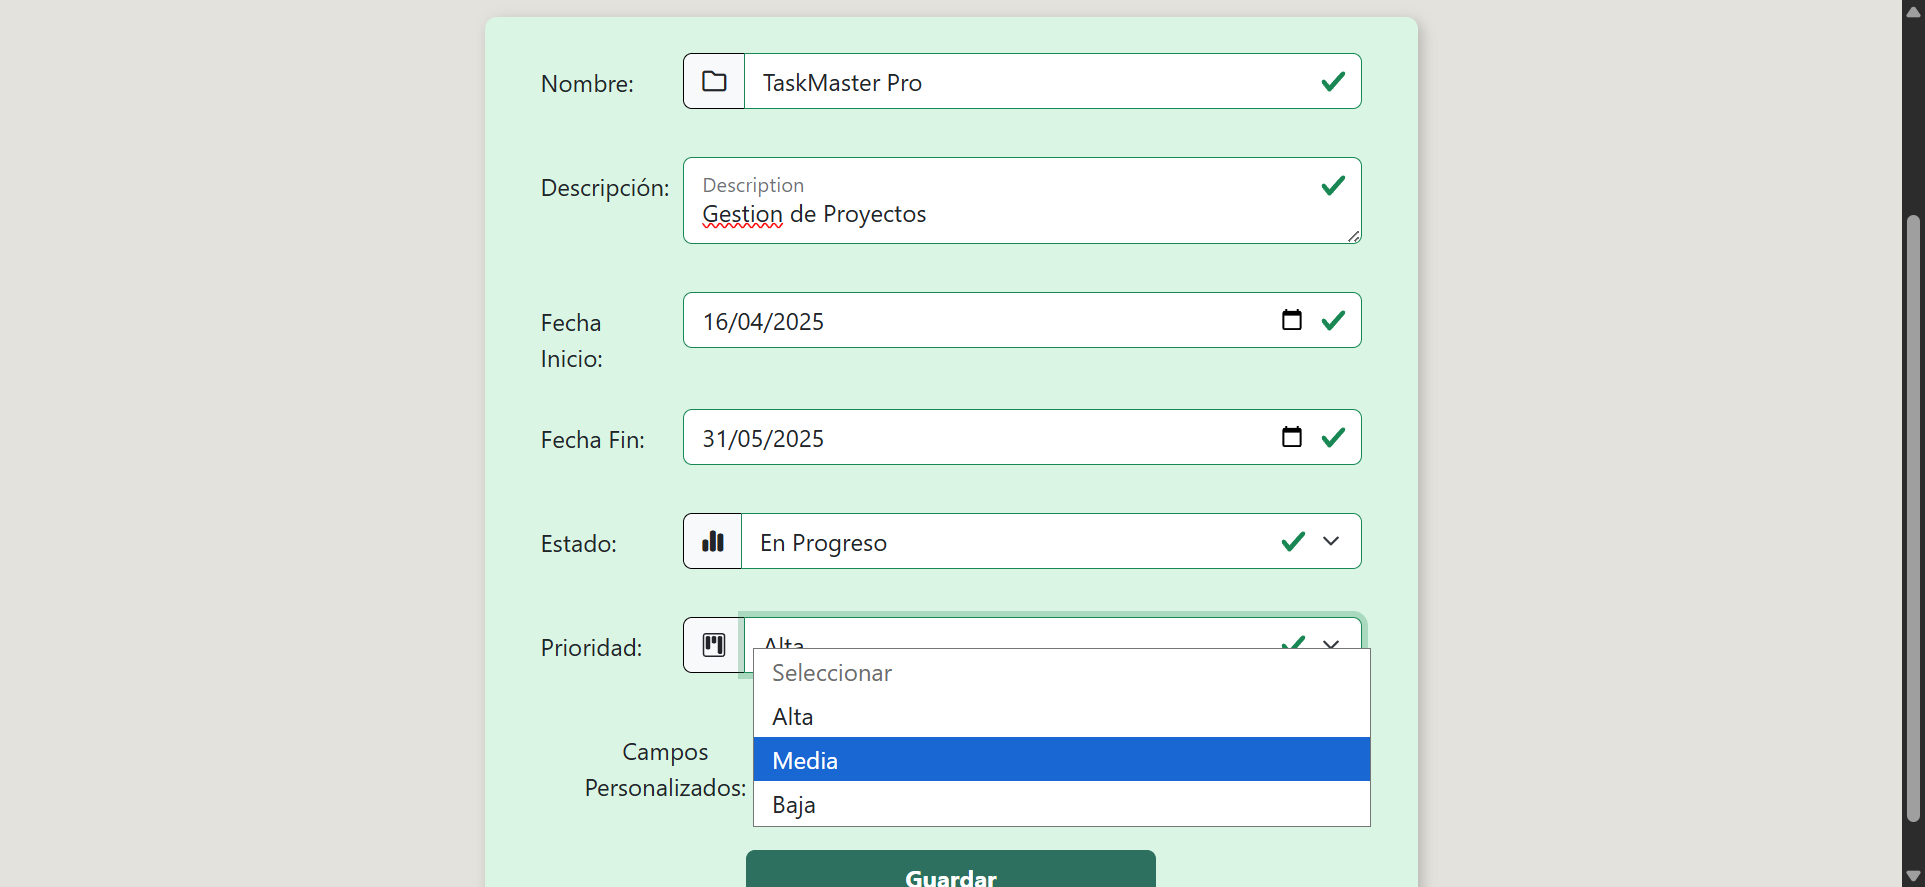 Nombre:
TaskMaster Pro
Descripción:
Description
Gestion de Proyectos
Fecha
Inicio:
16/04/2025
Fecha Fin:
31/05/2025
Estado:
En Progreso
Prioridad:
Alta
Seleccionar
Alta
Media
Baja
Campos
Personalizados:
Guardar